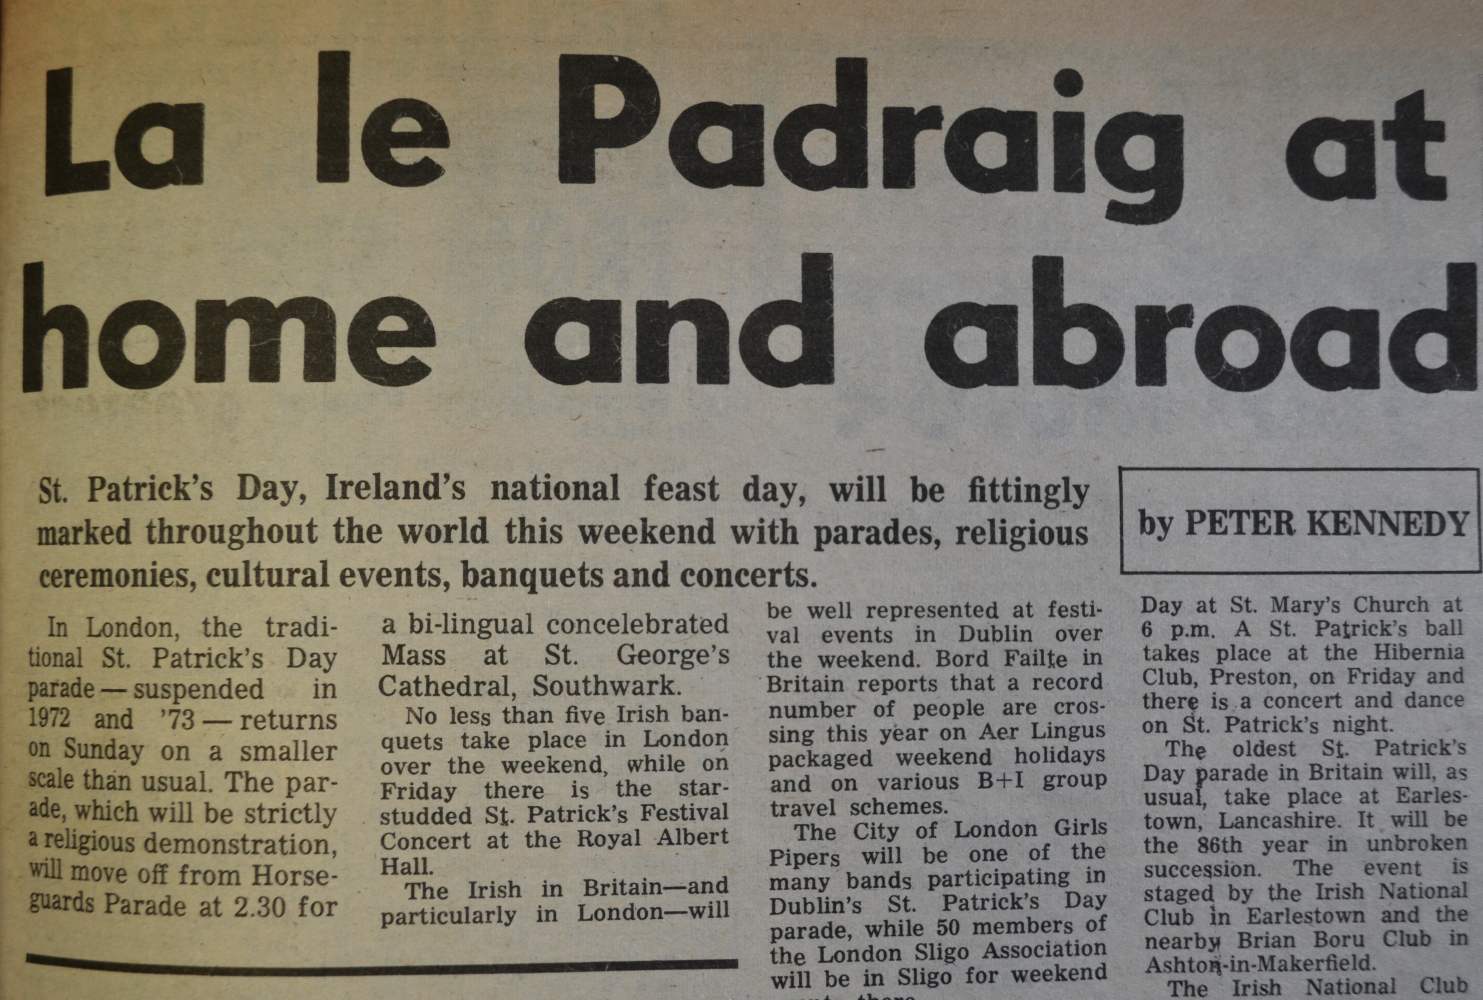 La le Padraig at
home and abroad
St. Patrick's Day, Ireland's national feast day, will be fittingly
marked throughout the world this weekend with parades, religious
ceremonies, cultural events, banquets and concerts.
by PETER KENNEDY
In London, the tradi-
tional St. Patrick's Day
parade — suspended in
1972 and '73 — returns
on Sunday on a smaller
scale than usual. The par-
ade, which will be strictly
a religious demonstration,
will move off from Horse-
guards Parade at 2.30 for
a bi-lingual concelebrated
Mass at St. George's
Cathedral, Southwark.
No less than five Irish ban-
quets take place in London
over the weekend, while on
Friday there is the star-
studded St. Patrick's Festival
Concert at the Royal Albert
Hall.
The Irish in Britain—and
particularly in London—will
be well represented at festi-
val events in Dublin over
the weekend. Bord Failte in
Britain reports that a record
number of people are cros-
sing this year on Aer Lingus
packaged weekend holidays
and on various B+I group
travel schemes.
The City of London Girls
Pipers will be one of the
many bands participating in
Dublin's St. Patrick's Day
parade, while 50 members of
the London Sligo Association
will be in Sligo for weekend
there
Day at St. Mary's Church at
6 p.m. A St. Patrick's ball
takes place at the Hibernia
Club, Preston, on Friday and
there is a concert and dance
on St. Patrick's night.
The oldest St. Patrick's
Day parade in Britain will, as
usual, take place at Earles-
town, Lancashire. It will be
the 86th year in unbroken
succession. The event is
staged by the Irish National
Club in Earlestown and the
nearby Brian Boru Club in
Ashton-in-Makerfield.
The Irish National Club